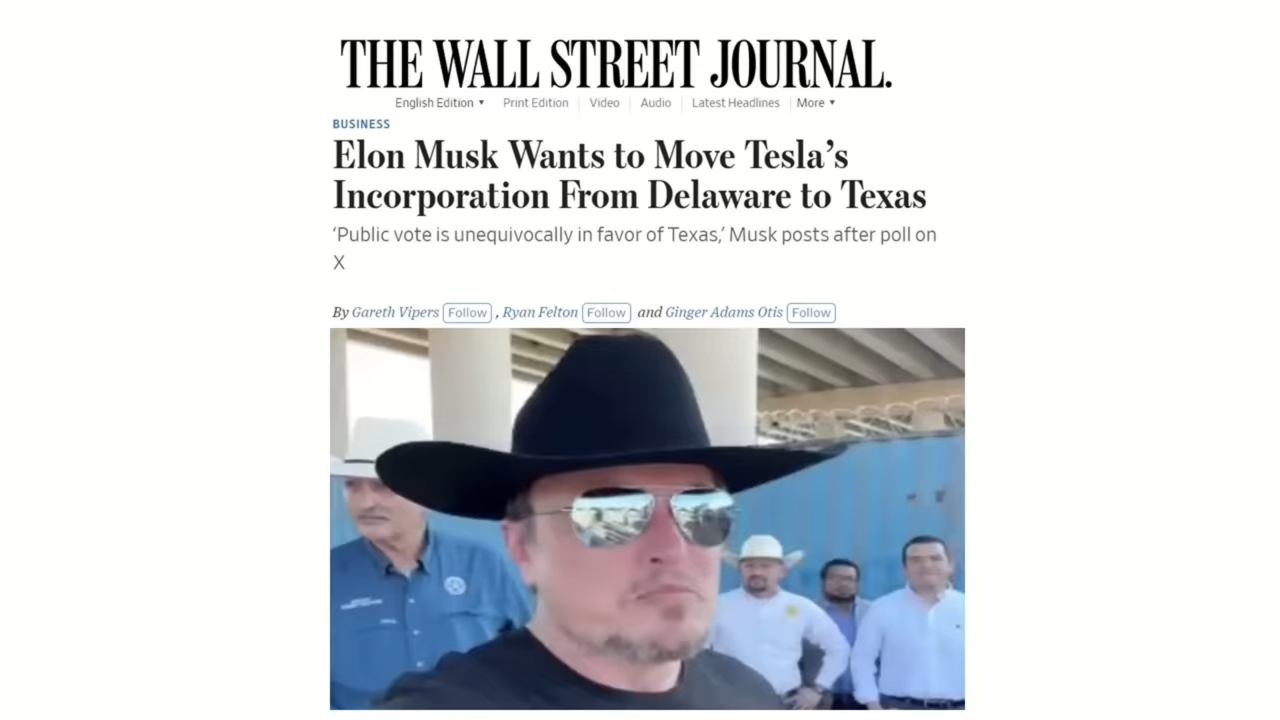 THE WALL STREET JOURNAL.
English Edition ▼ Print Edition Video Audio Latest Headlines More ▼
BUSINESS
Elon Musk Wants to Move Tesla’s
Incorporation From Delaware to Texas
‘Public vote is unequivocally in favor of Texas,’ Musk posts after poll on
X
By Gareth Vipers Follow , Ryan Felton Follow and Ginger Adams Otis Follow